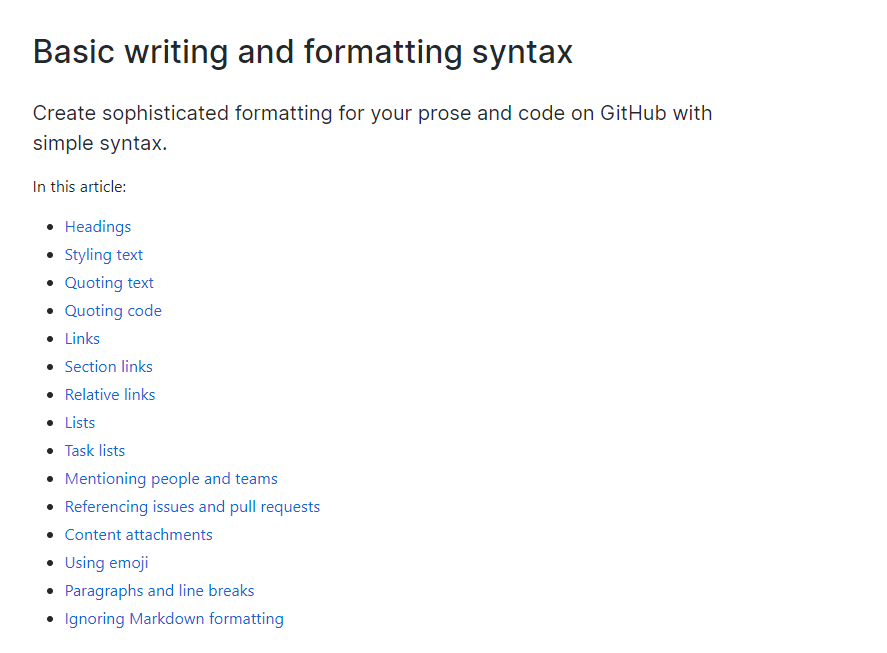 Basic writing and formatting syntax
Create sophisticated formatting for your prose and code on GitHub with
simple syntax.
In this article:
Headings
Styling text
Quoting text
Quoting code
Links
Section links
Relative links
Lists
Task lists
Mentioning people and teams
Referencing issues and pull requests
Content attachments
Using emoji
Paragraphs and line breaks
Ignoring Markdown formatting